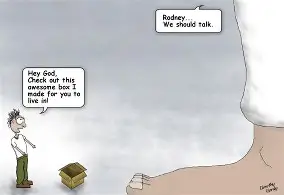 Rodney...
We should talk.
Hey God,
Check out this
awesome box I
made for you to
live in!